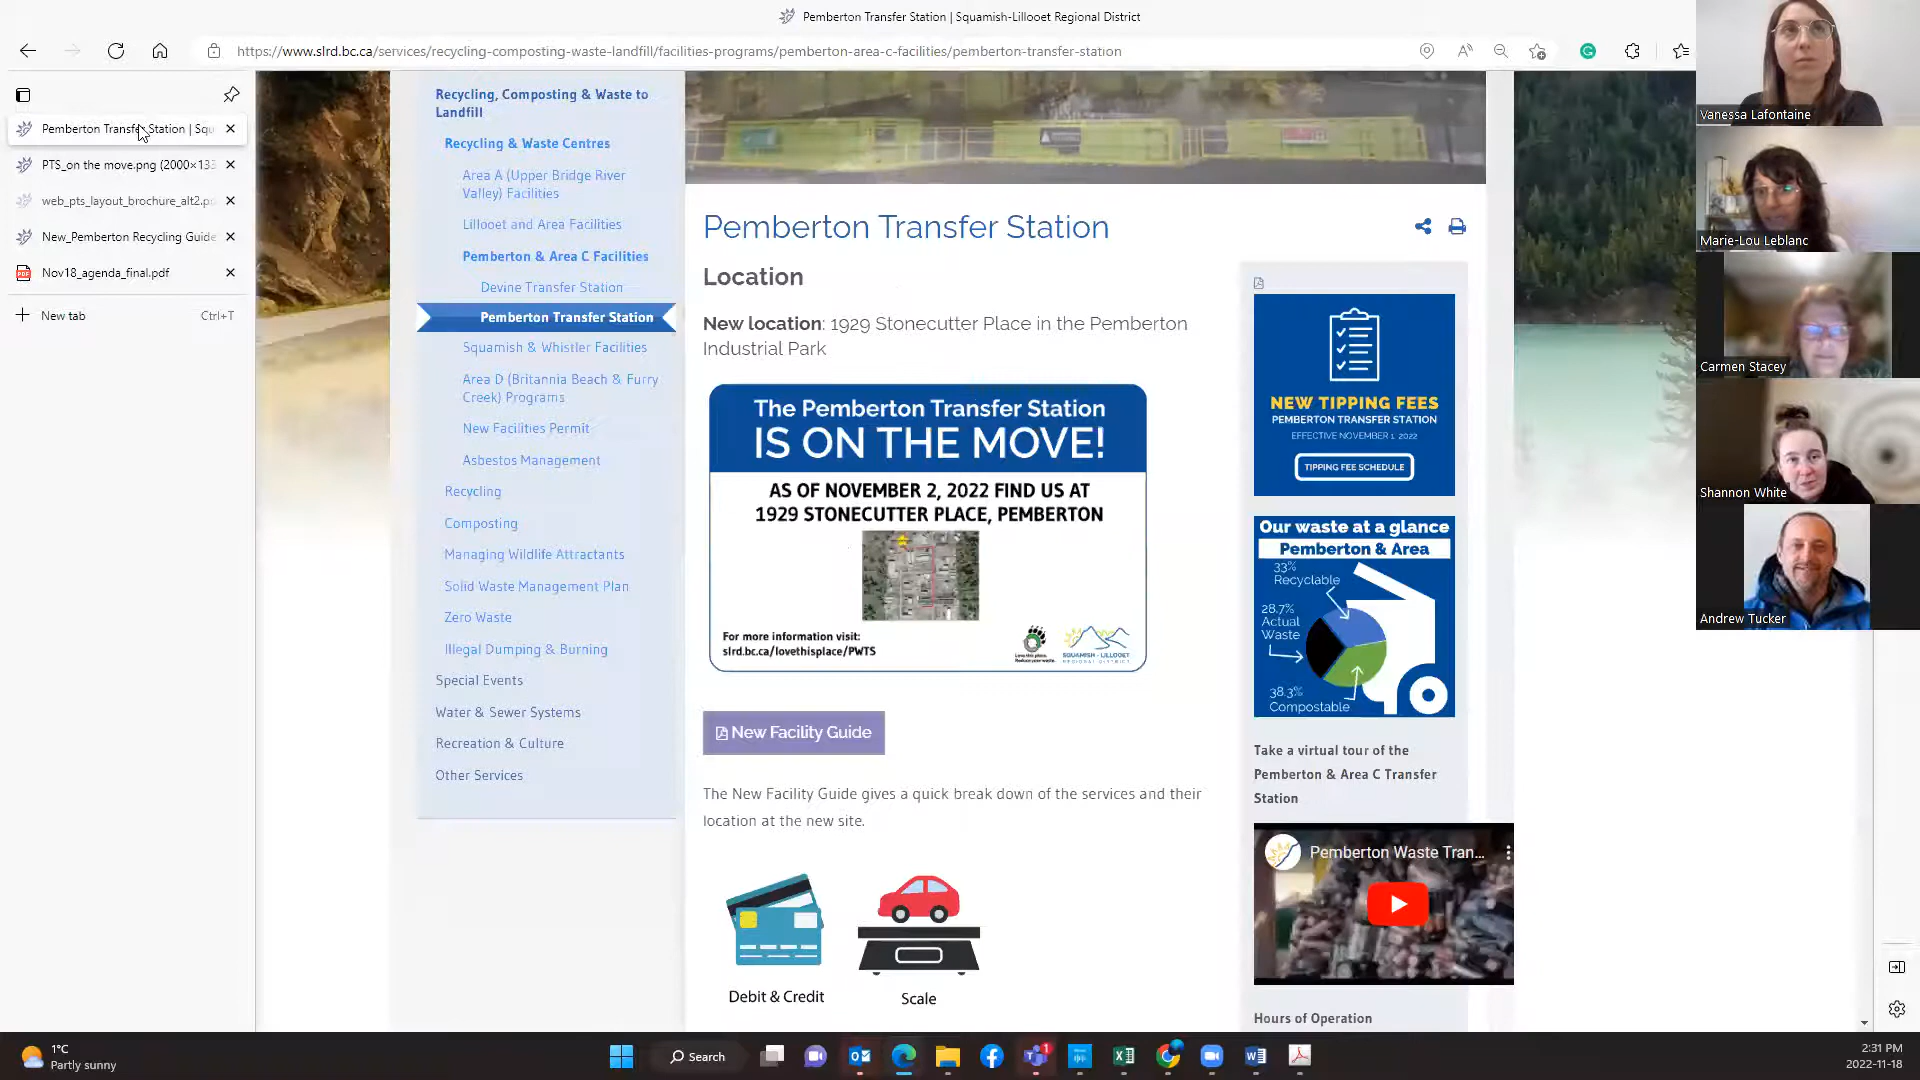 Pemberton Transfer Station | Squamish-Lillooet Regional District
https://www.slrd.bc.ca/services/recycling-composting-waste-landfill/facilities-programs/pemberton-area-c-facilities/pemberton-transfer-station
Pemberton Transfer Station | Squ
PTS_on the move.png (2000×133
web_pts_layout_brochure_alt2.p
New_Pemberton Recycling Guide
Nov18_agenda_final.pdf
New tab
Ctrl+T
Recycling, Composting & Waste to
Landfill
Recycling & Waste Centres
Area A (Upper Bridge River
Valley) Facilities
Lillooet and Area Facilities
Pemberton & Area C Facilities
Devine Transfer Station
Pemberton Transfer Station
Squamish & Whistler Facilities
Area D (Britannia Beach & Furry
Creek) Programs
New Facilities Permit
Asbestos Management
Recycling
Composting
Managing Wildlife Attractants
Solid Waste Management Plan
Zero Waste
Illegal Dumping & Burning
Special Events
Water & Sewer Systems
Recreation & Culture
Other Services
Pemberton Transfer Station
Location
New location: 1929 Stonecutter Place in the Pemberton
Industrial Park
The Pemberton Transfer Station
IS ON THE MOVE!
AS OF NOVEMBER 2, 2022 FIND US AT
1929 STONECUTTER PLACE, PEMBERTON
For more information visit:
slrd.bc.ca/lovethisplace/PWTS
Love this place.
Reduce your waste.
SQUAMISH - LILLOOET
REGIONAL DISTRICT
New Facility Guide
The New Facility Guide gives a quick break down of the services and their
location at the new site.
Debit & Credit
Scale
NEW TIPPING FEES
PEMBERTON TRANSFER STATION
EFFECTIVE NOVEMBER 1, 2022
TIPPING FEE SCHEDULE
Our waste at a glance
Pemberton & Area
33%
Recyclable
28.7%
Actual
Waste
38.3%
Compostable
Take a virtual tour of the
Pemberton & Area C Transfer
Station
Pemberton Waste Tran...
Hours of Operation
Vanessa Lafontaine
Marie-Lou Leblanc
Carmen Stacey
Shannon White
Andrew Tucker
1°C
Partly sunny
Search
1
2:31 PM
2022-11-18